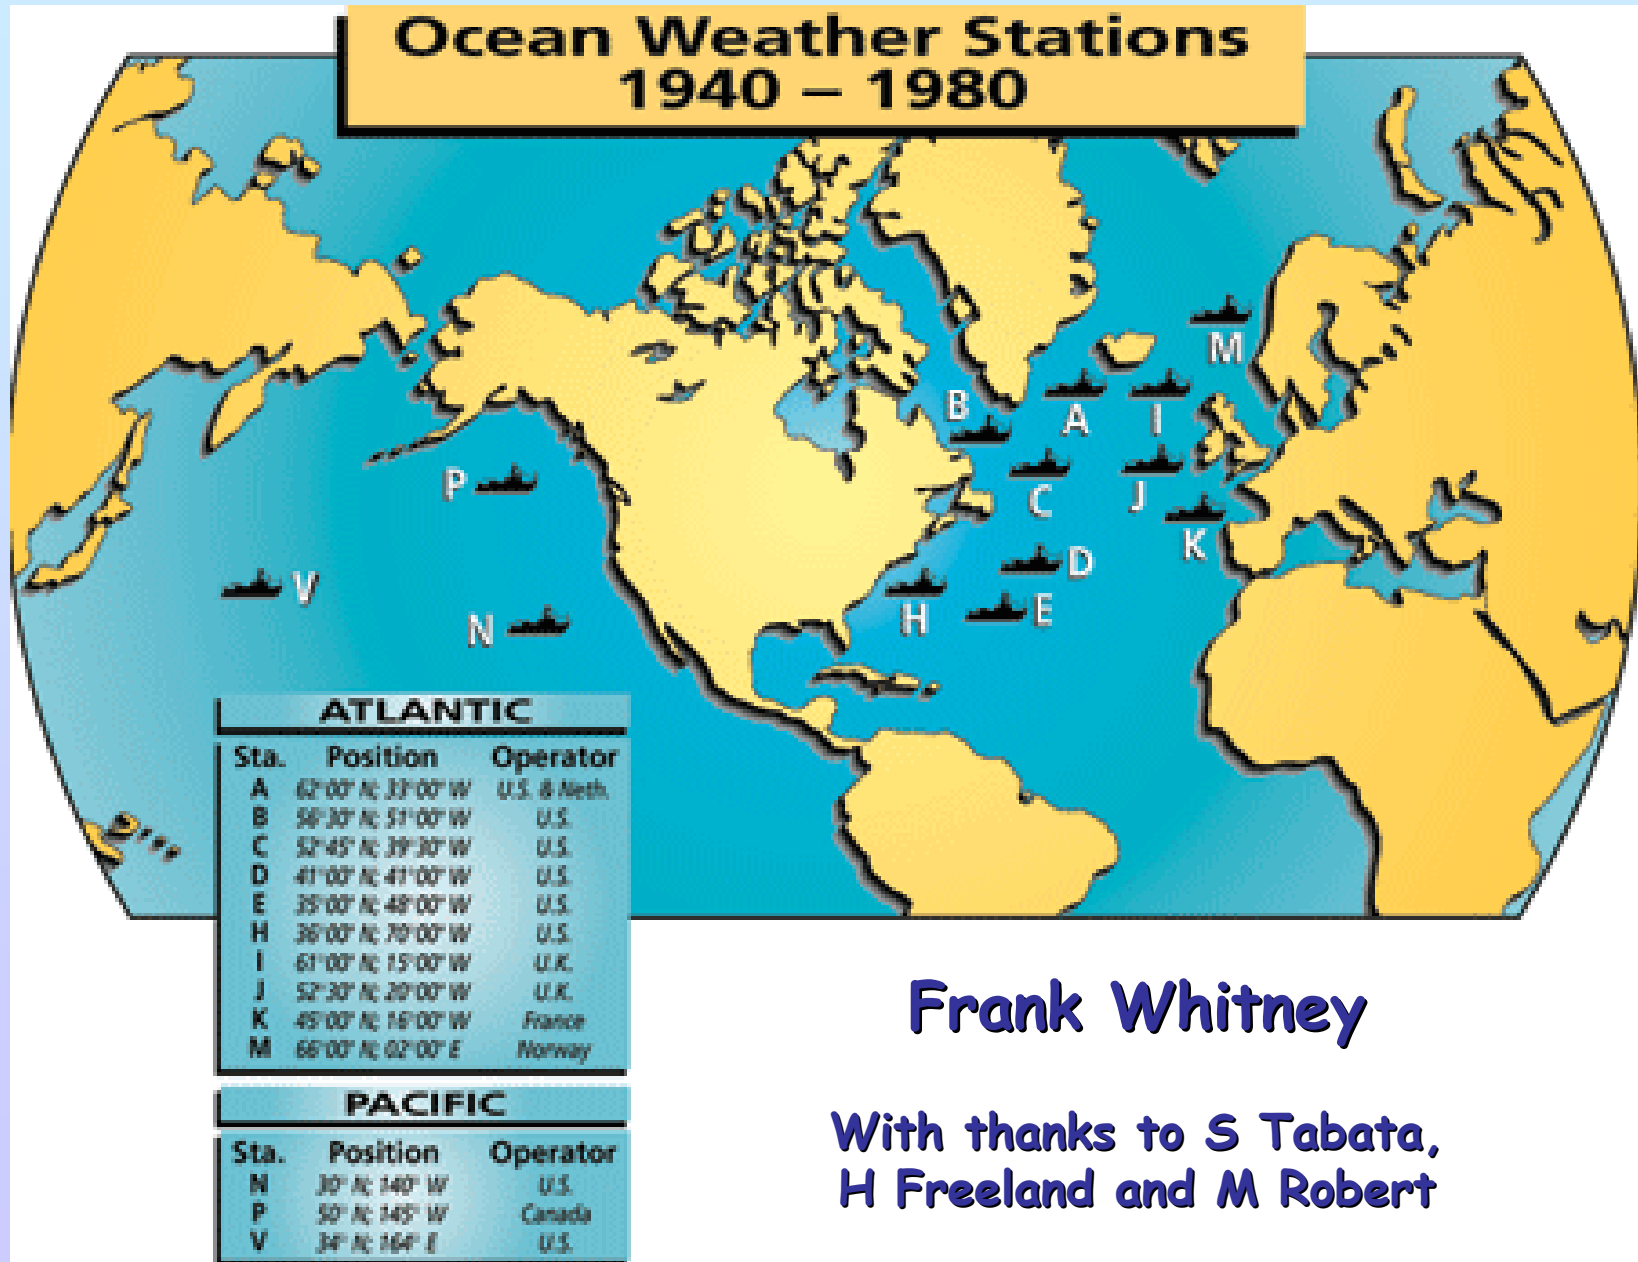 Ocean Weather Stations
1940 – 1980
M
B
A
I
P
C
J
K
D
V
H
E
N
ATLANTIC
Sta. Position Operator
A 62°00' N; 33°00' W U.S. & Neth.
B 56°30' N; 51°00' W U.S.
C 52°45' N; 39°30' W U.S.
D 41°00' N; 41°00' W U.S.
E 35°00' N; 48°00' W U.S.
H 36°00' N; 70°00' W U.S.
I 61°00' N; 15°00' W U.K.
J 52°30' N; 20°00' W U.K.
K 45°00' N; 16°00' W France
M 66°00' N; 02°00' E Norway
PACIFIC
Sta. Position Operator
N 30° N; 140° W U.S.
P 50° N; 145° W Canada
V 34° N; 164° E U.S.
Frank Whitney
With thanks to S Tabata,
H Freeland and M Robert